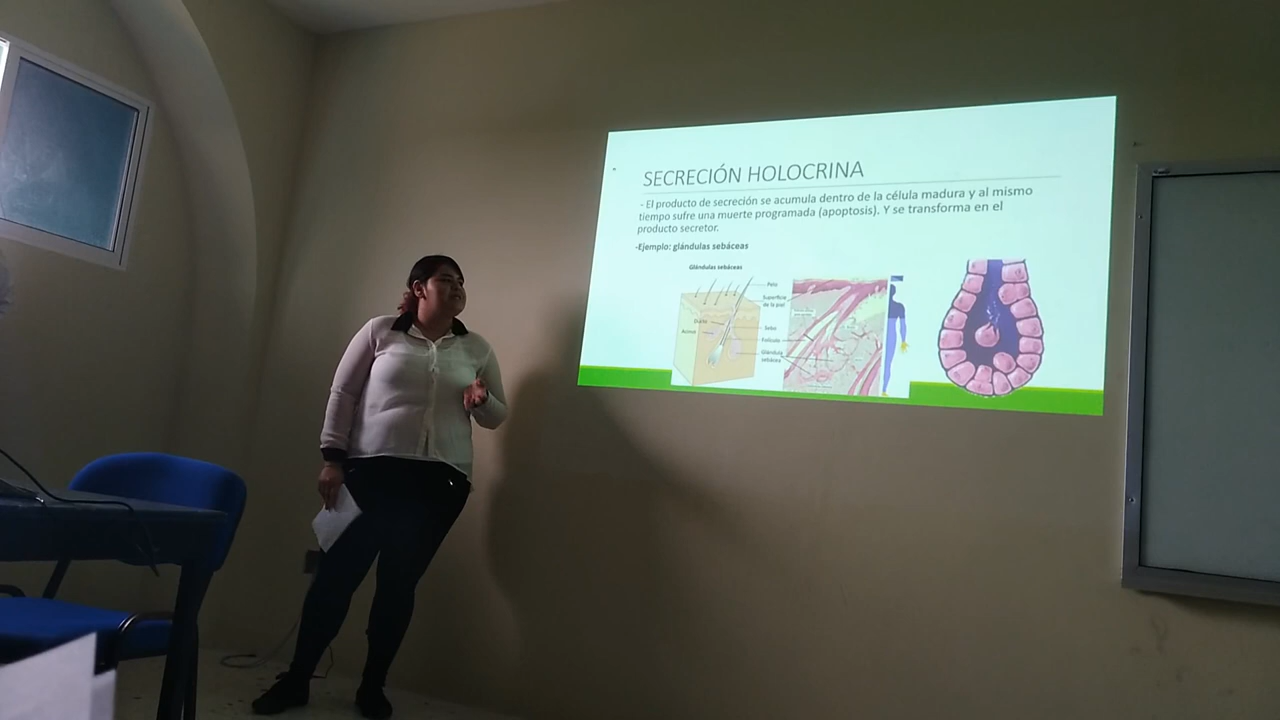 SECRECIÓN HOLOCRINA
- El producto de secreción se acumula dentro de la célula madura y al mismo
tiempo sufre una muerte programada (apoptosis). Y se transforma en el
producto secretor.
-Ejemplo: glándulas sebáceas
Glándulas sebáceas
Pelo
Superficie
de la piel
Ducto
Acinos
Sebo
Folículo
Glándula
sebácea